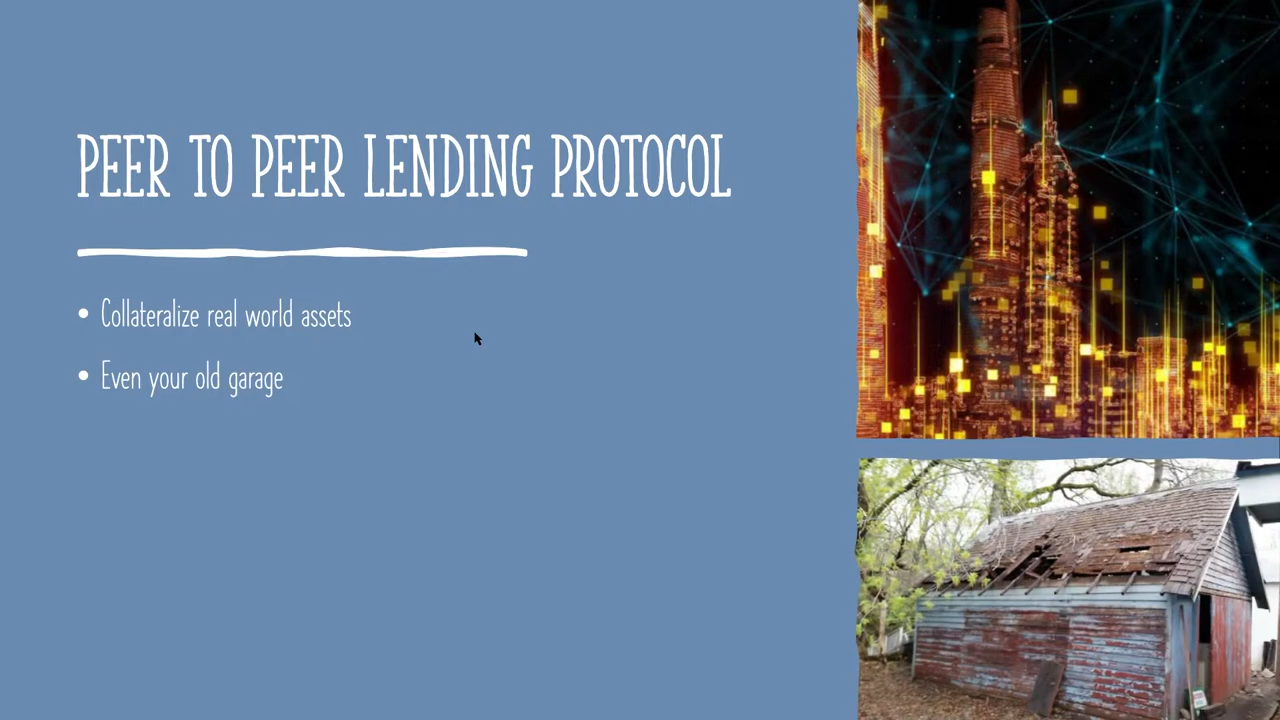 PEER TO PEER LENDING PROTOCOL
• Collateralize real world assets
• Even your old garage